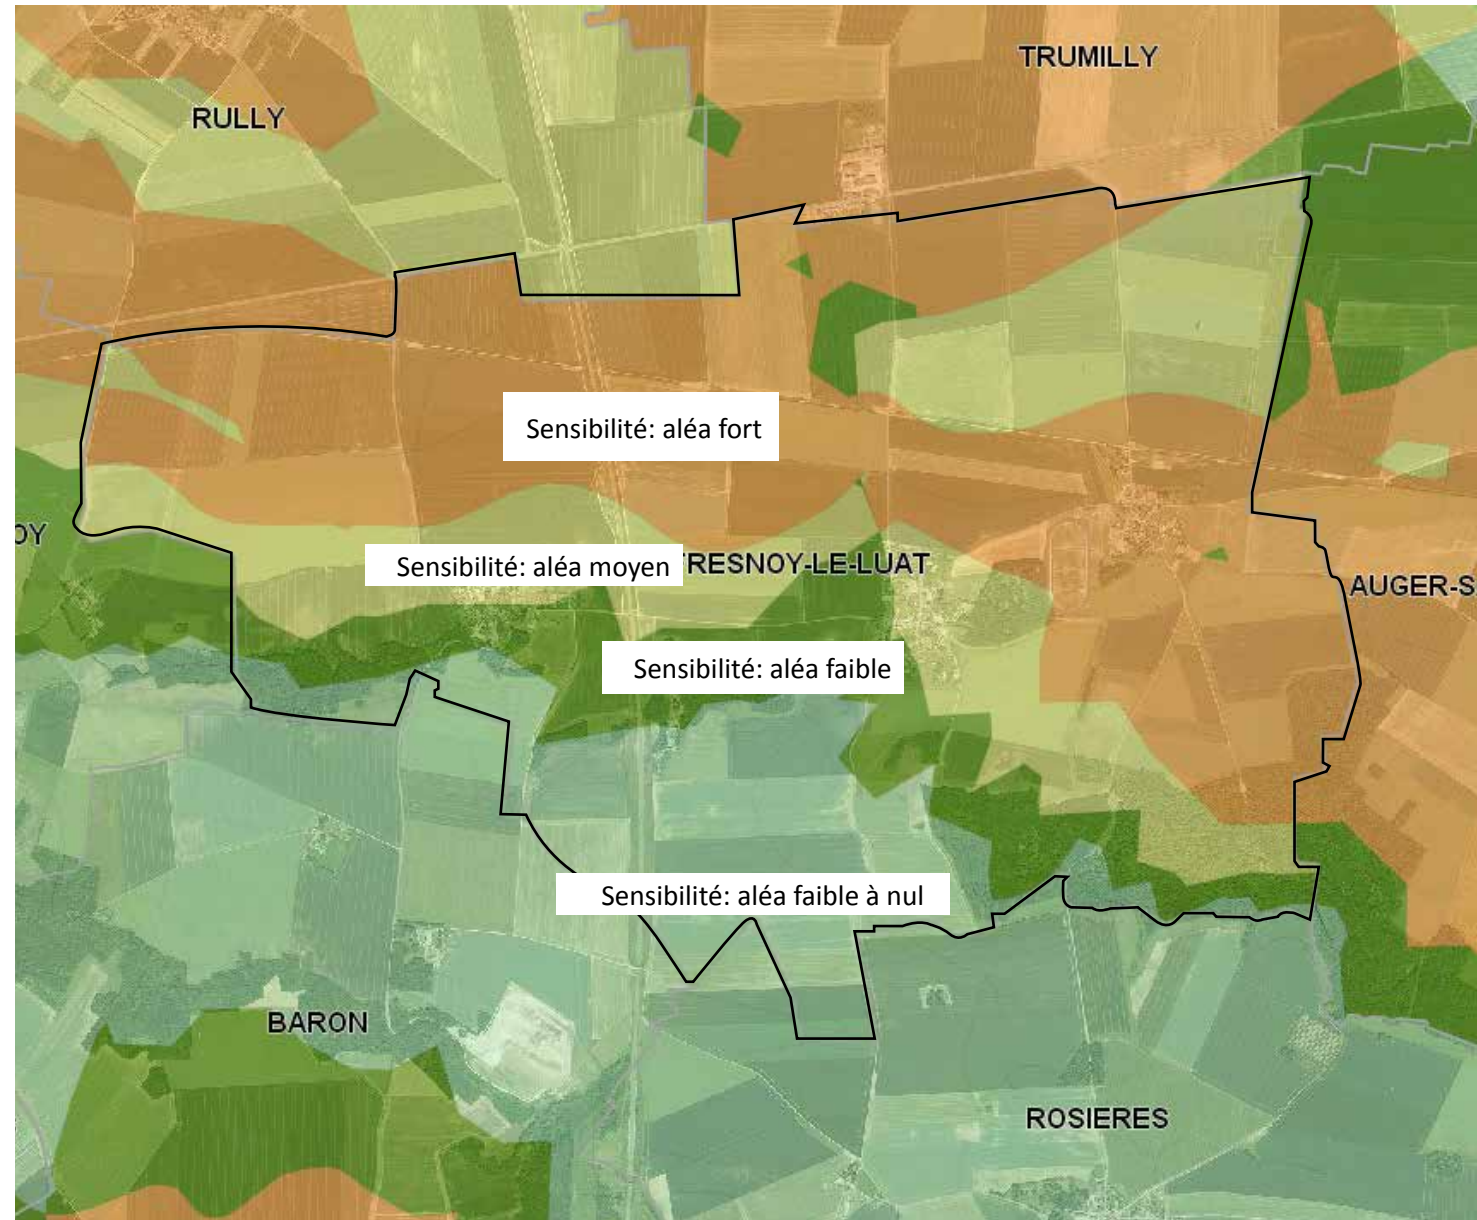 TRUMILLY
RULLY
Sensibilité: aléa fort
OY
Sensibilité: aléa moyen
RESNOY-LE-LUAT
AUGER-S
Sensibilité: aléa faible
Sensibilité: aléa faible à nul
BARON
ROSIERES